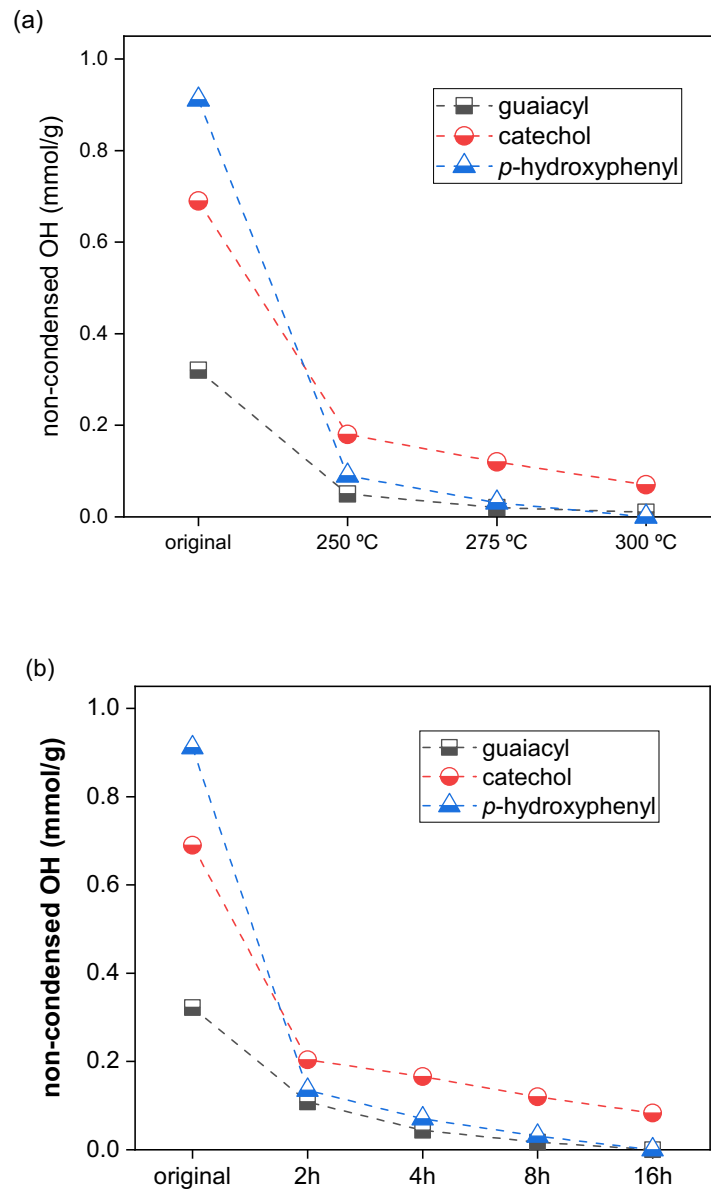 (a)
1.0
0.8
0.6
0.4
0.2
0.0
non-condensed OH (mmol/g)
guaiacyl
catechol
p-hydroxyphenyl
original
250 ºC
275 ºC
300 ºC
(b)
1.0
0.8
0.6
0.4
0.2
0.0
non-condensed OH (mmol/g)
guaiacyl
catechol
p-hydroxyphenyl
original
2h
4h
8h
16h